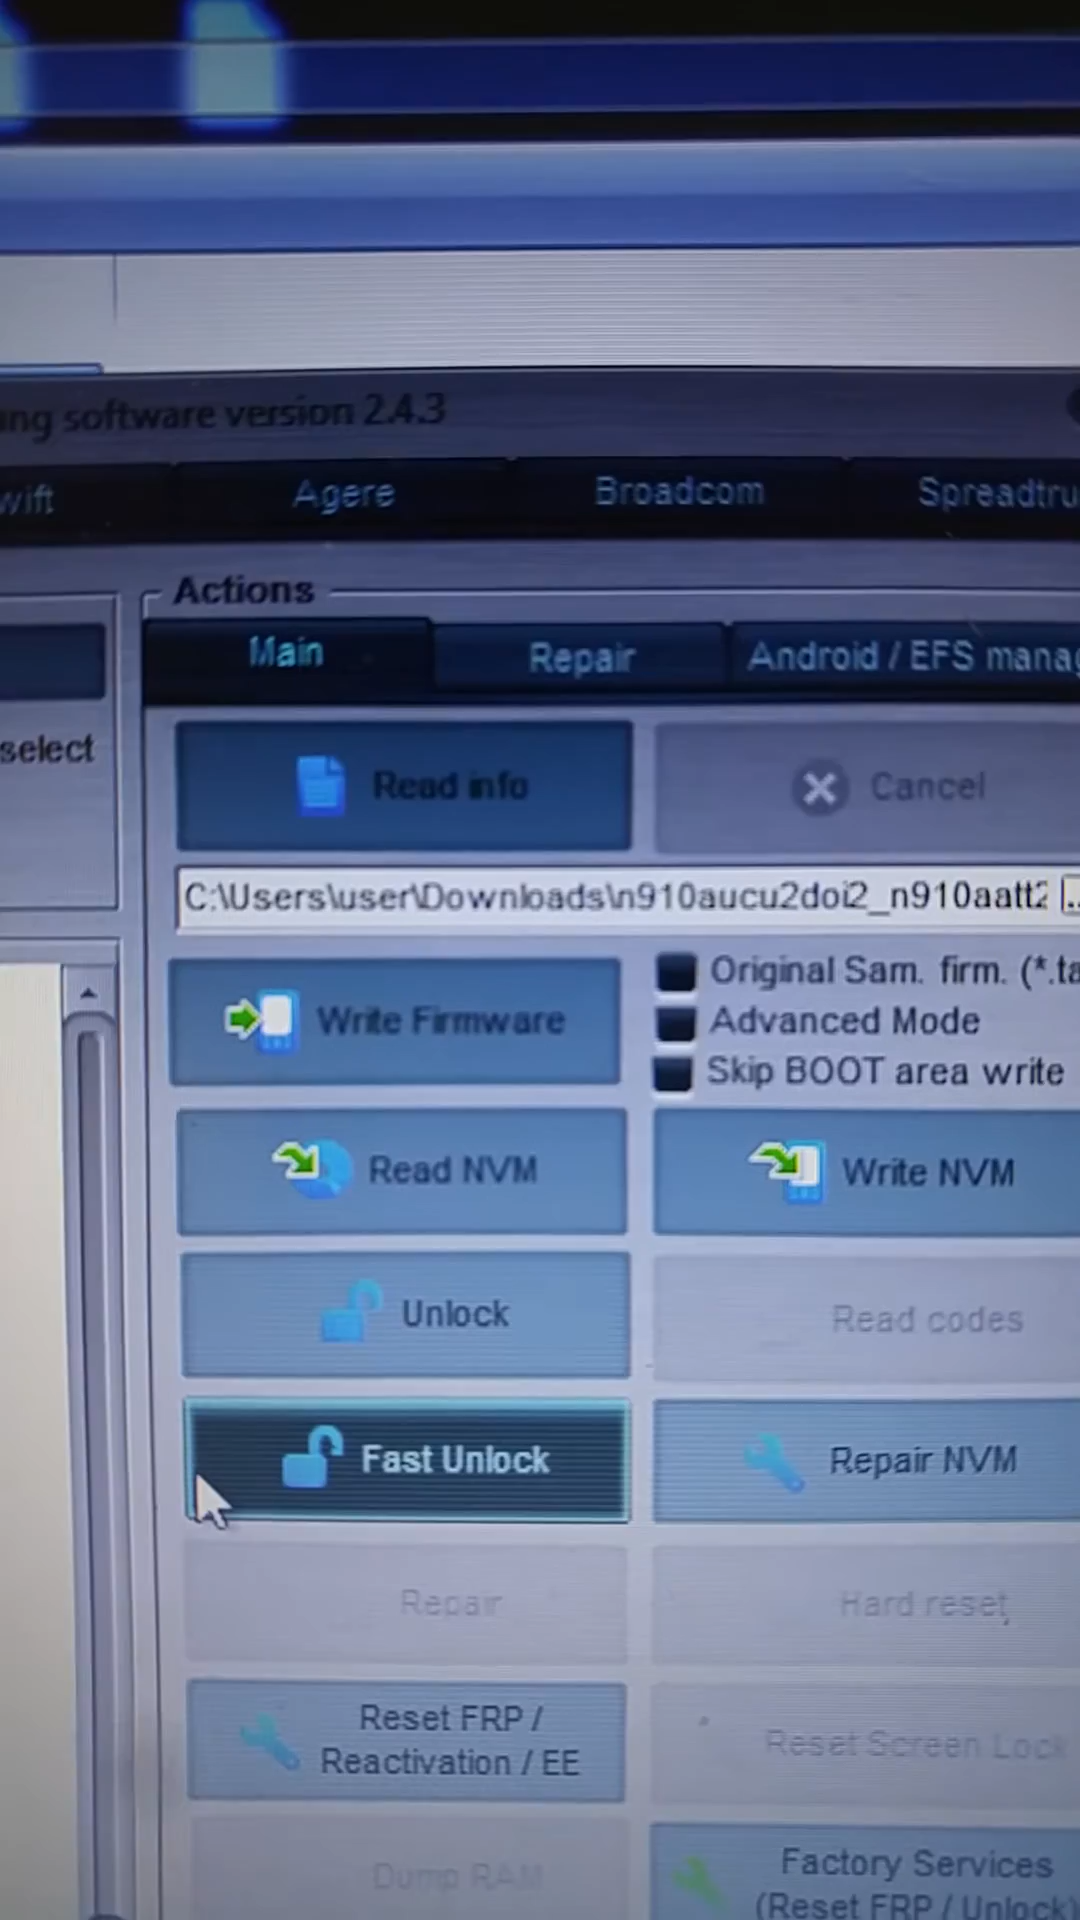 ng software version 2.4.3
wift Agere Broadcom Spreadtru
Actions
Main Repair Android / EFS mana
select
Read info Cancel
C:\Users\user\Downloads\n910aucu2doi2_n910aatt2 ..
Write Firmware
Original Sam. firm. (*.ta
Advanced Mode
Skip BOOT area write
Read NVM Write NVM
Unlock Read codes
Fast Unlock Repair NVM
Repair Hard reset
Reset FRP /
Reactivation / EE
Reset Screen Lock
Dump RAM
Factory Services
(Reset FRP / Unlock)